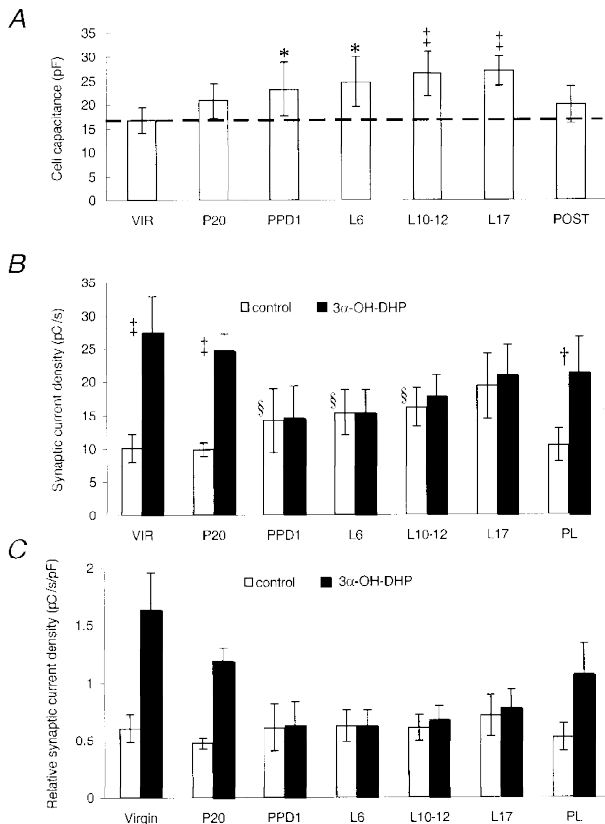 A
Cell capacitance (pF)
35
30
25
20
15
10
5
0
* * ‡ ‡
VIR P20 PPD1 L6 L10-12 L17 POST
B
Synaptic current density (pC/s)
35
30
25
20
15
10
5
0
control 3α-OH-DHP
‡ ‡ § § § †
VIR P20 PPD1 L6 L10-12 L17 PL
C
Relative synaptic current density (pC/s/pF)
2
1.5
1
0.5
0
control 3α-OH-DHP
Virgin P20 PPD1 L6 L10-12 L17 PL